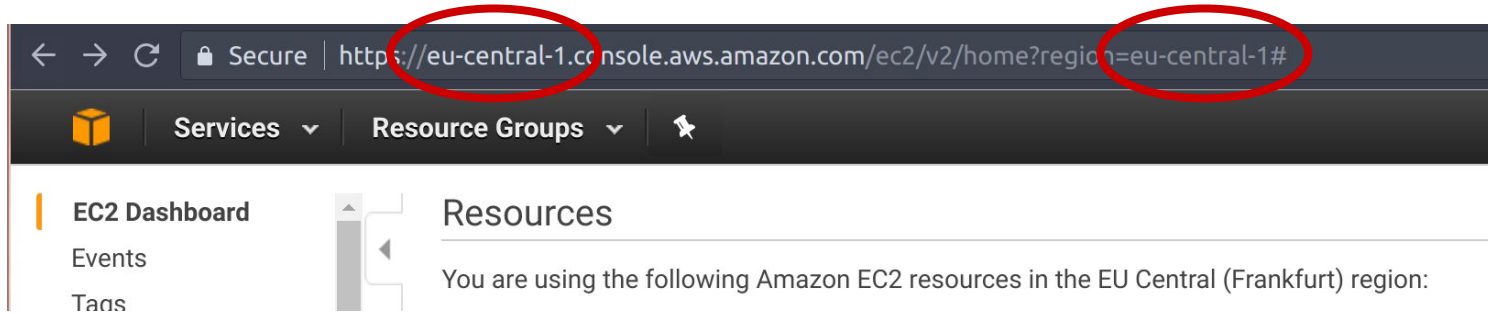 Secure https://eu-central-1.console.aws.amazon.com/ec2/v2/home?region=eu-central-1#
Services Resource Groups
EC2 Dashboard
Resources
Events
You are using the following Amazon EC2 resources in the EU Central (Frankfurt) region:
Tags